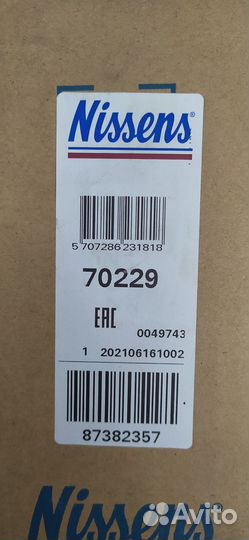 Nissens®
5 707286 231818
70229
EAC
0049743
1 202106161002
87382357
Nissens®
Avito